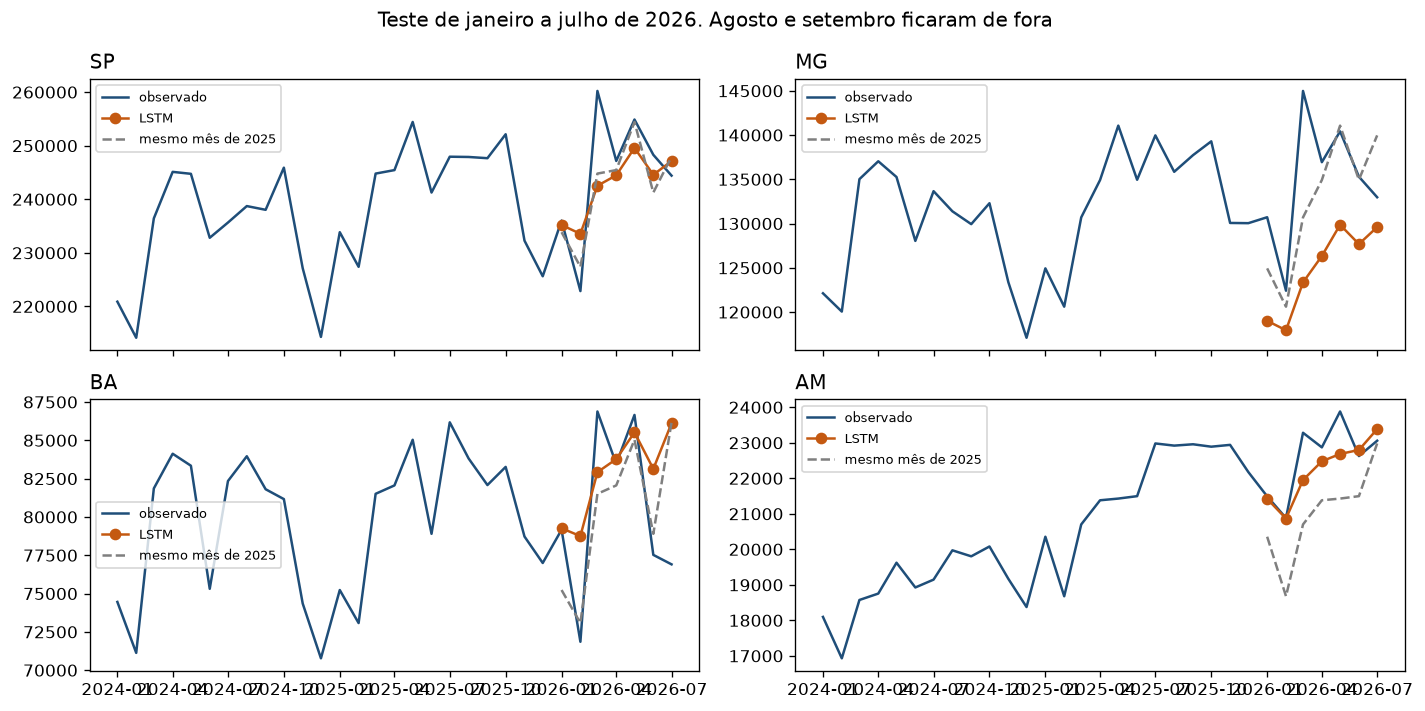 Teste de janeiro a julho de 2026. Agosto e setembro ficaram de fora
SP
260000
250000
240000
230000
220000
observado
LSTM
mesmo mês de 2025
MG
145000
140000
135000
130000
125000
120000
observado
LSTM
mesmo mês de 2025
BA
87500
85000
82500
80000
77500
75000
72500
70000
observado
LSTM
mesmo mês de 2025
2024-01 2024-04 2024-07 2024-10 2025-01 2025-04 2025-07 2025-10 2026-01 2026-04 2026-07
AM
24000
23000
22000
21000
20000
19000
18000
17000
observado
LSTM
mesmo mês de 2025
2024-01 2024-04 2024-07 2024-10 2025-01 2025-04 2025-07 2025-10 2026-01 2026-04 2026-07